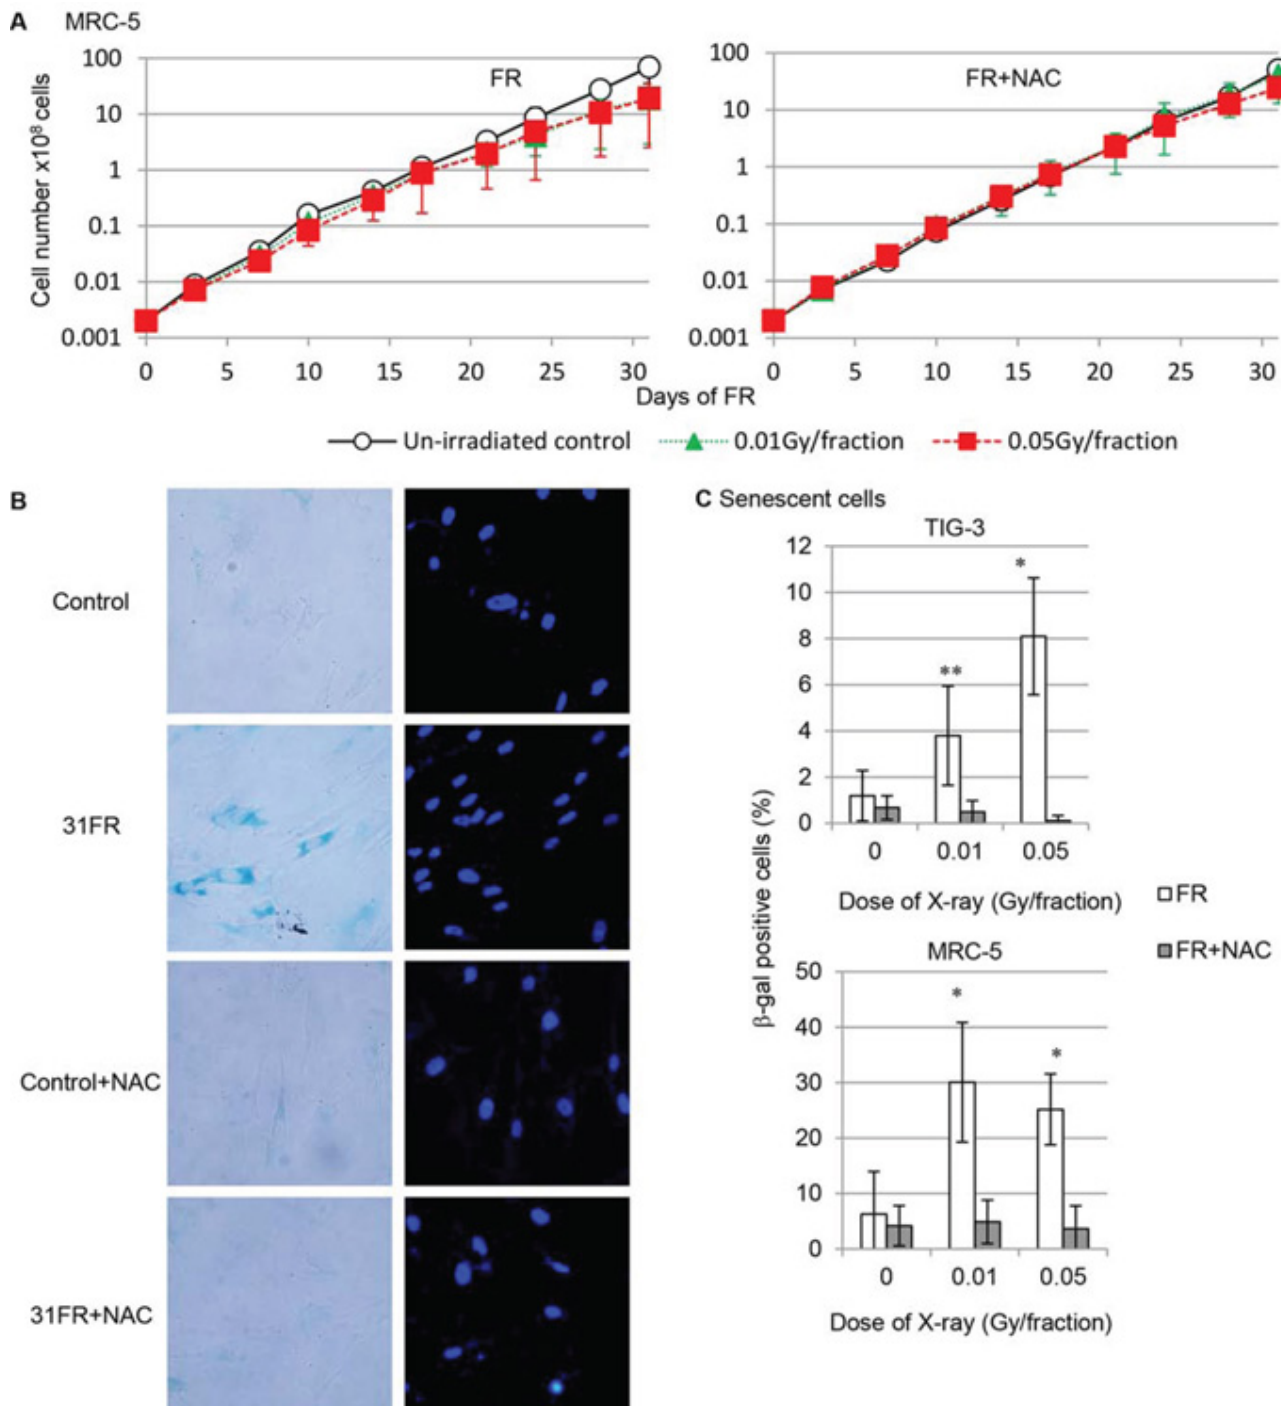 A MRC-5
FR
FR+NAC
Cell number x10⁸ cells
100
10
1
0.1
0.01
0.001
100
10
1
0.1
0.01
0.001
0 5 10 15 20 25 30
0 5 10 15 20 25 30
Days of FR
Un-irradiated control 0.01Gy/fraction 0.05Gy/fraction
B
Control
31FR
Control+NAC
31FR+NAC
C Senescent cells
TIG-3
12
10
8
6
4
2
0
*
**
0 0.01 0.05
Dose of X-ray (Gy/fraction)
β-gal positive cells (%)
FR
FR+NAC
MRC-5
50
40
30
20
10
0
*
*
0 0.01 0.05
Dose of X-ray (Gy/fraction)